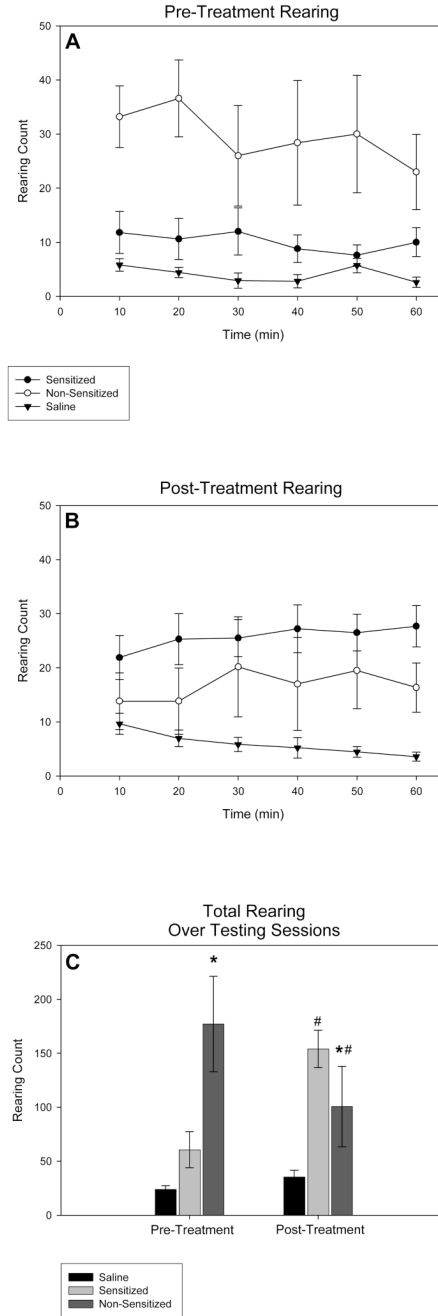 Pre-Treatment Rearing
A
50
40
30
20
10
0
Rearing Count
0 10 20 30 40 50 60
Time (min)
Sensitized
Non-Sensitized
Saline
Post-Treatment Rearing
B
50
40
30
20
10
0
Rearing Count
0 10 20 30 40 50 60
Time (min)
Total Rearing
Over Testing Sessions
C
250
200
150
100
50
0
Rearing Count
*
#
*#
Pre-Treatment Post-Treatment
Saline
Sensitized
Non-Sensitized